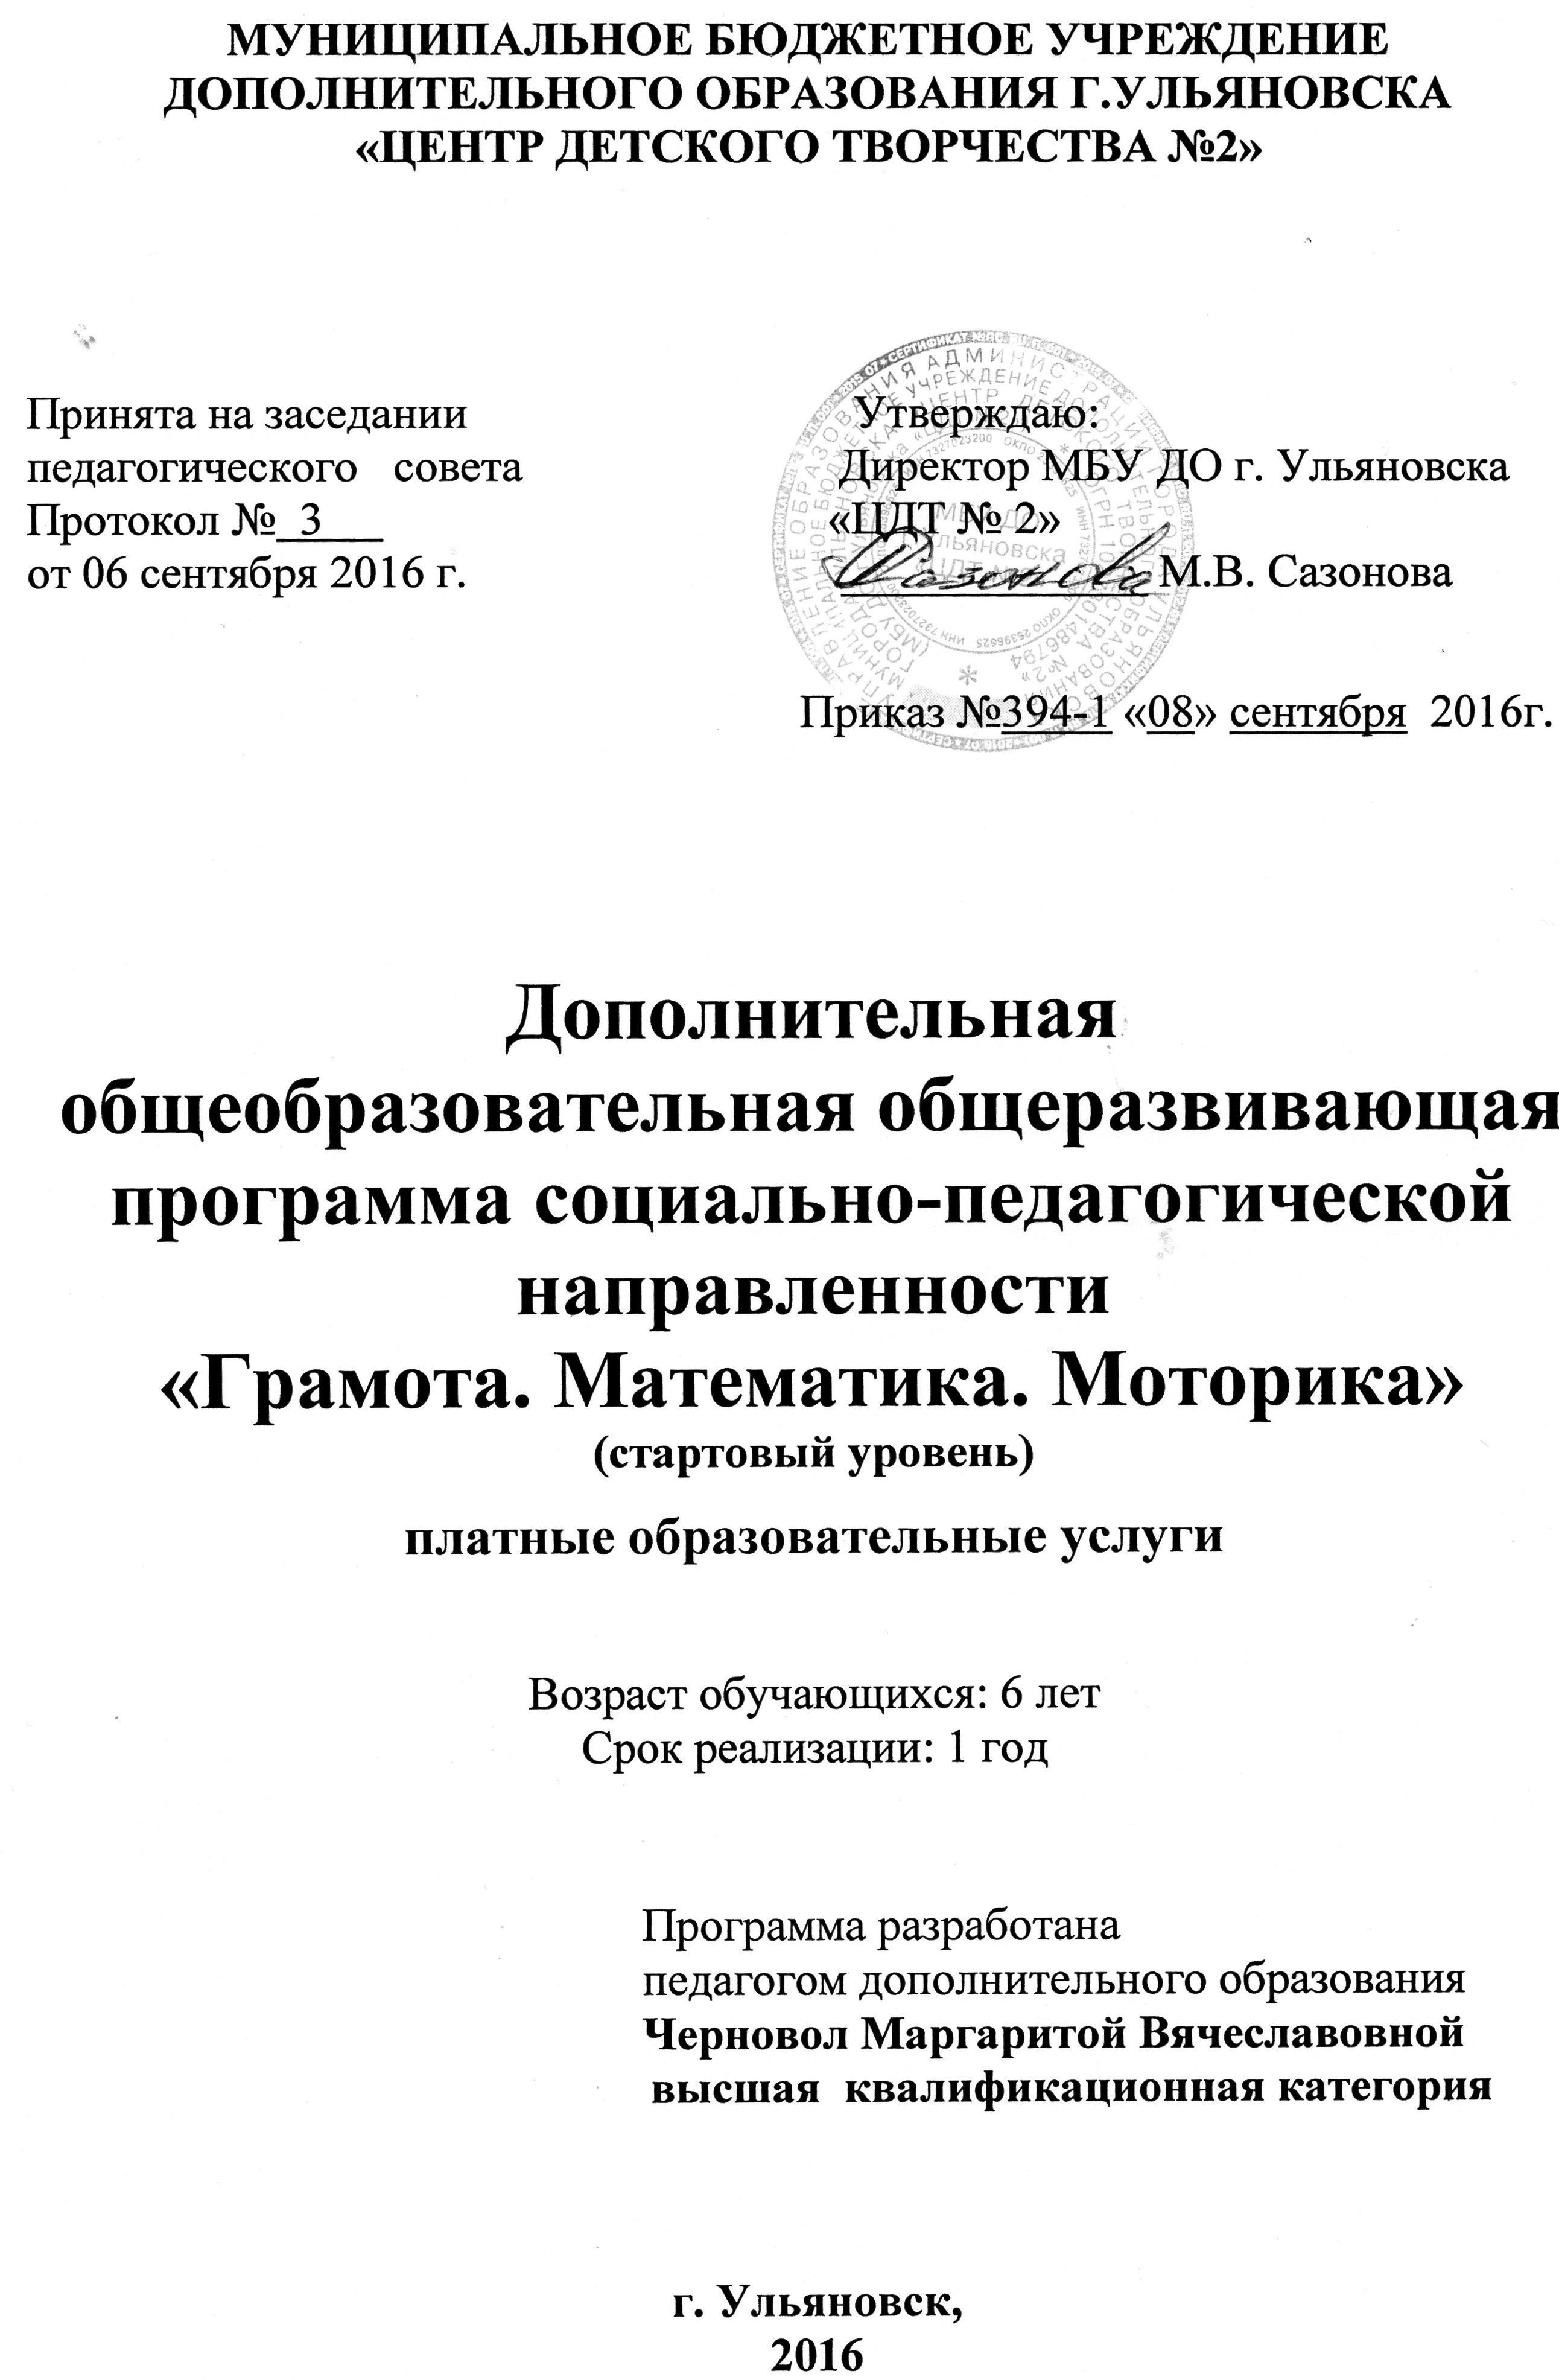 МУНИЦИПАЛЬНОЕ БЮДЖЕТНОЕ УЧРЕЖДЕНИЕ
ДОПОЛНИТЕЛЬНОГО ОБРАЗОВАНИЯ Г.УЛЬЯНОВСКА
«ЦЕНТР ДЕТСКОГО ТВОРЧЕСТВА №2»
Принята на заседании
педагогического совета
Протокол № 3
от 06 сентября 2016 г.
Утверждаю:
Директор МБУ ДО г. Ульяновска
«ЦДТ № 2»
Сазонова М.В. Сазонова
Приказ №394-1 «08» сентября 2016г.
Дополнительная
общеобразовательная общеразвивающая
программа социально-педагогической
направленности
«Грамота. Математика. Моторика»
(стартовый уровень)
платные образовательные услуги
Возраст обучающихся: 6 лет
Срок реализации: 1 год
Программа разработана
педагогом дополнительного образования
Черновол Маргаритой Вячеславовной
высшая квалификационная категория
г. Ульяновск,
2016